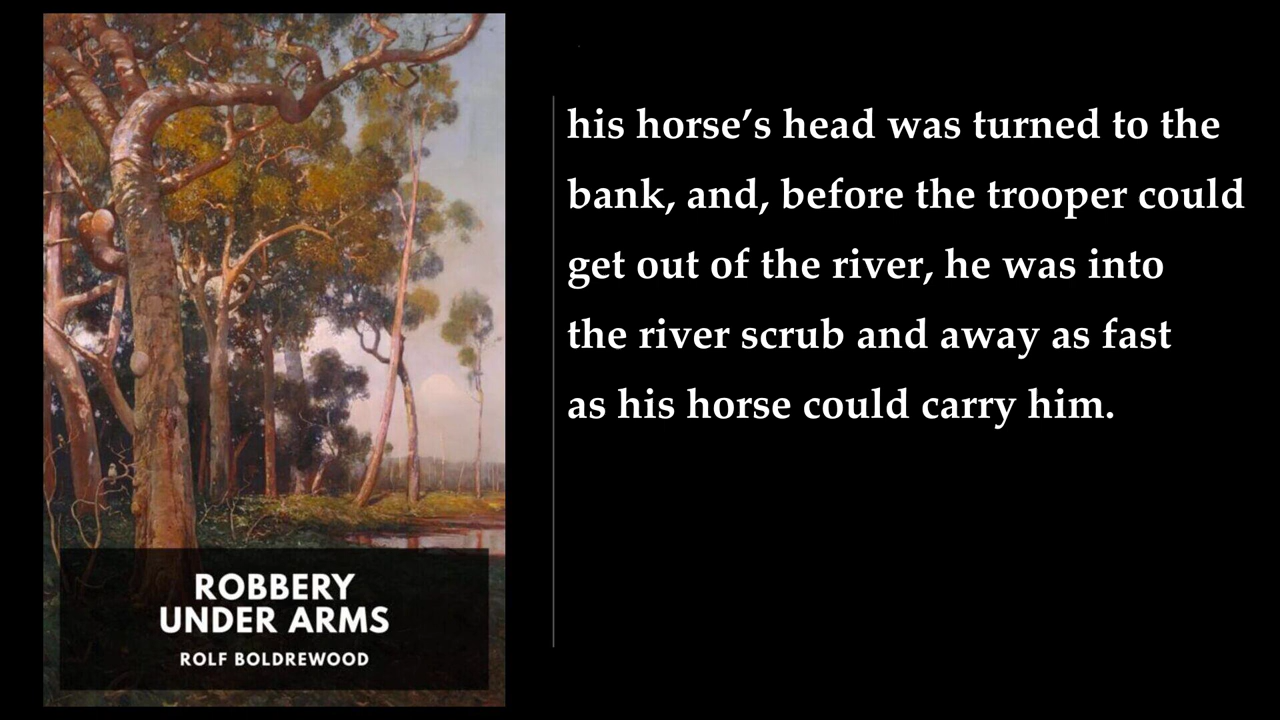 his horse’s head was turned to the
bank, and, before the trooper could
get out of the river, he was into
the river scrub and away as fast
as his horse could carry him.
ROBBERY
UNDER ARMS
ROLF BOLDREWOOD